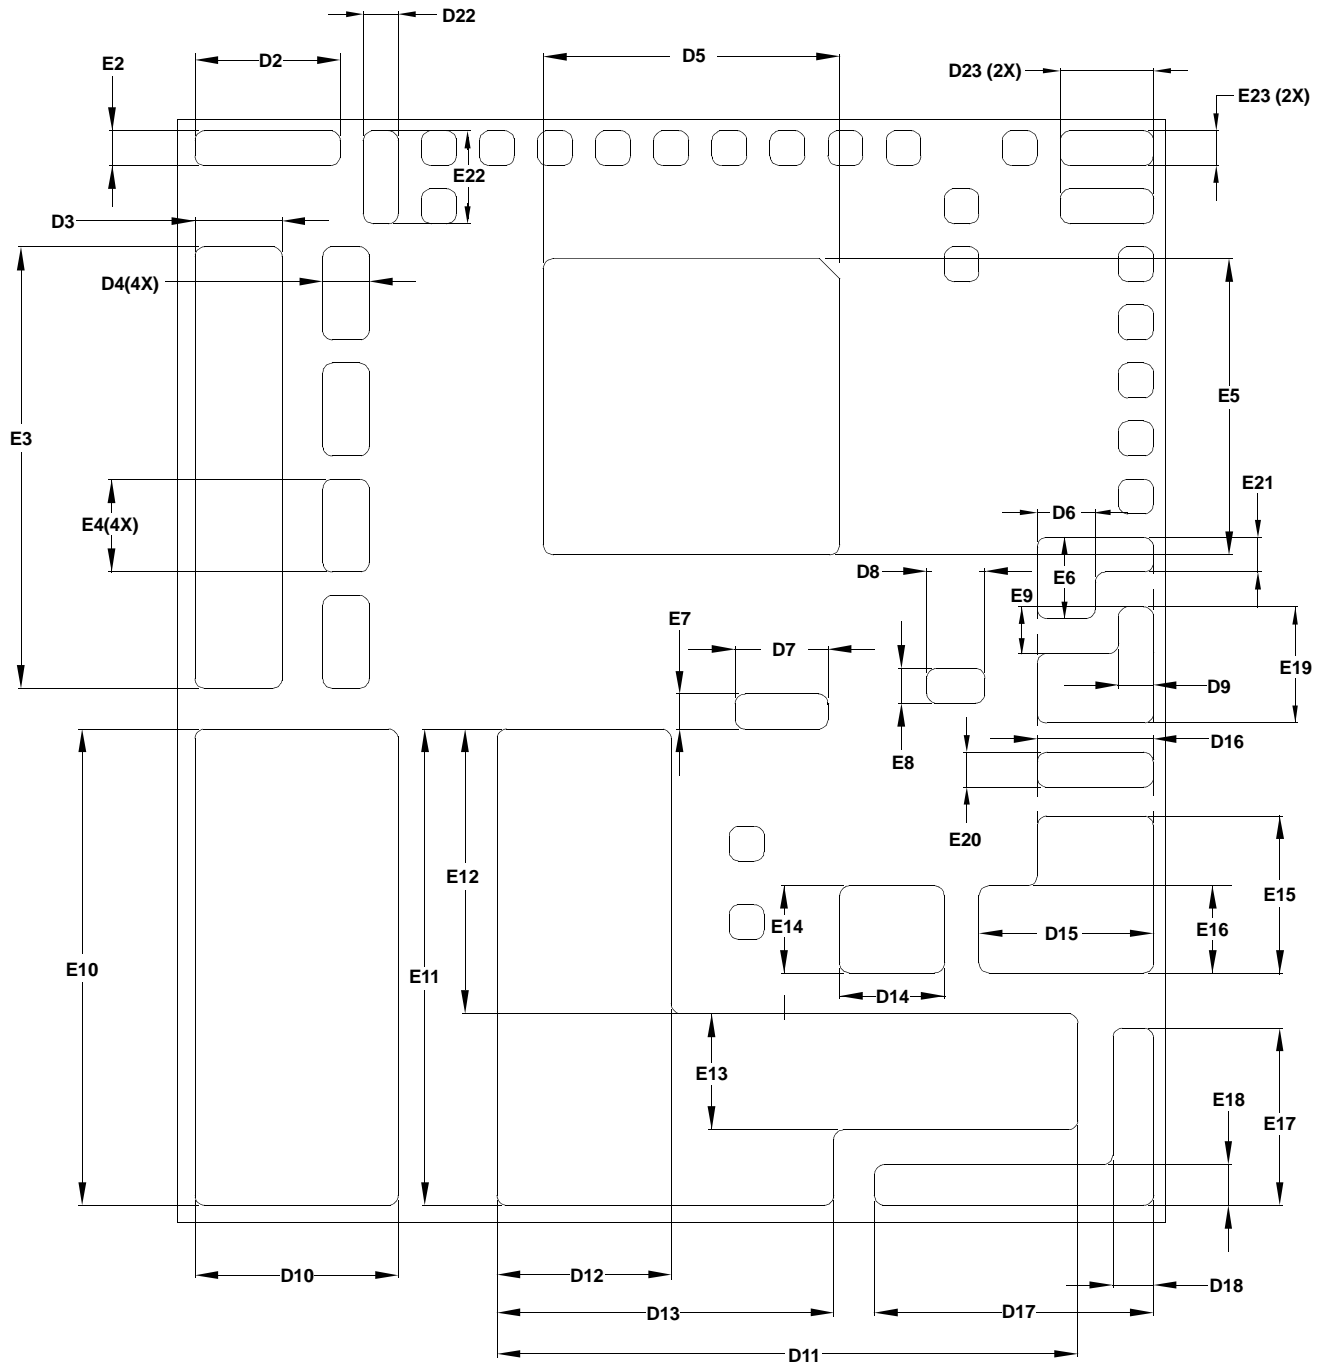 D22
E2
D2
D5
D23 (2X)
E23 (2X)
E22
D3
D4(4X)
E5
E3
E21
D6
E4(4X)
D8
E6
E9
E7
D7
E19
D9
D16
E8
E20
E12
E15
E14
E16
D15
E10
E11
D14
E13
E18
E17
D10
D12
D18
D13
D17
D11